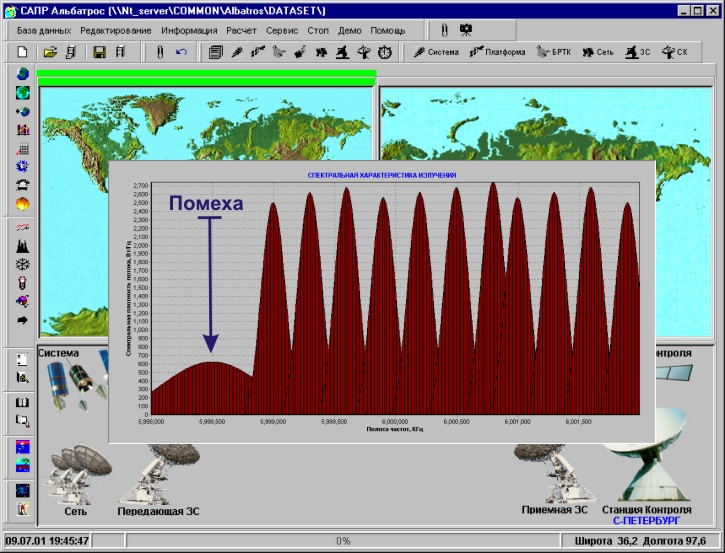 САПР Альбатрос (\\Nt_server\COMMON\Albatros\DATASET\)
База данных Редактирование Информация Расчет Сервис Стоп Демо Помощь
Система Платформа БРТК Сеть ЗС СК
СПЕКТРАЛЬНАЯ ХАРАКТЕРИСТИКА ИЗЛУЧЕНИЯ
Помеха
Спектральная плотность потока, Вт/Гц
2,700
2,600
2,500
2,400
2,300
2,200
2,100
2,000
1,900
1,800
1,700
1,600
1,500
1,400
1,300
1,200
1,100
1,000
900
800
700
600
500
400
300
200
100
0
5,998,000 5,998,500 5,999,000 5,999,500 6,000,000 6,000,500 6,001,000 6,001,500
Полоса частот, КГц
Система
нтроля
Сеть Передающая ЗС Приемная ЗС Станция Контроля
С-ПЕТЕРБУРГ
09.07.01 19:45:47 0% Широта 36,2 Долгота 97,6